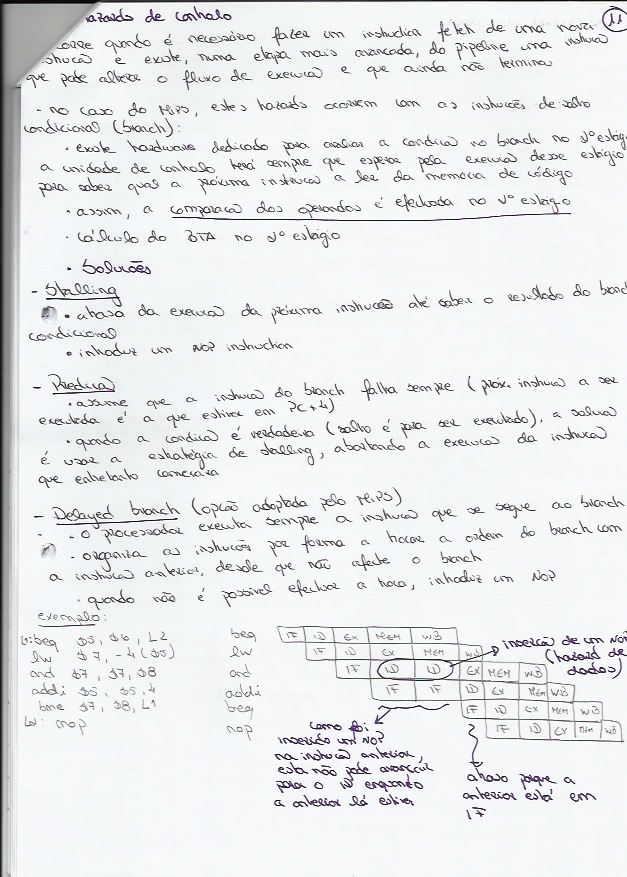 hazards de controlo
11
ocorre quando é necessário fazer um instruction fetch de uma nova
instrução e existe, numa etapa mais avançada, do pipeline uma instrução
que pode alterar o fluxo de execução e que ainda não terminou
- no caso do MIPS, estes hazards ocorrem com as instruções de salto
condicional (branch):
• existe hardware dedicado para avaliar a condição no branch no 2º estágio
a unidade de controlo terá sempre que esperar pela execução desse estágio
para saber qual a próxima instrução a ler da memória de código
• assim, a comparação dos operandos é efectuada no 2º estágio
• cálculo do BTA no 2º estágio
• Soluções
- Stalling
• atrasa da execução da próxima instrução até saber o resultado do branch
condicional
• introduz um NOP instruction
- Predição
• assume que a instrução do branch falha sempre (próx. instrução a ser
executada é a que estiver em PC+4)
• quando a condição é verdadeira (salto é para ser executado), a solução
é usar a estratégia de stalling, abortando a execução da instrução
que entretanto começara
- Delayed branch (opção adoptada pelo MIPS)
• o processador executa sempre a instrução que se segue ao branch
• organiza as instruções por forma a trocar a ordem do branch com
a instrução anterior, desde que não afecte o branch
• quando não é possível efectuar a troca, introduz um NOP
exemplo:
L1: beq $5, $6, L2
lw $7, -4($5)
and $7, $7, $8
addi $5, $5, 4
bne $7, $8, L1
L2: nop
beq IF ID EX MEM WB
lw IF ID EX MEM WB
and IF ID ID EX MEM WB
addi IF IF ID EX MEM WB
IF ID EX MEM WB
nop IF ID EX MEM WB
inserção de um NOP
(hazard de
dados)
como foi
inserido um NOP
na instrução anterior,
esta não pode avançar
para o ID enquanto
a anterior lá estiver
atraso porque a
anterior está em
IF